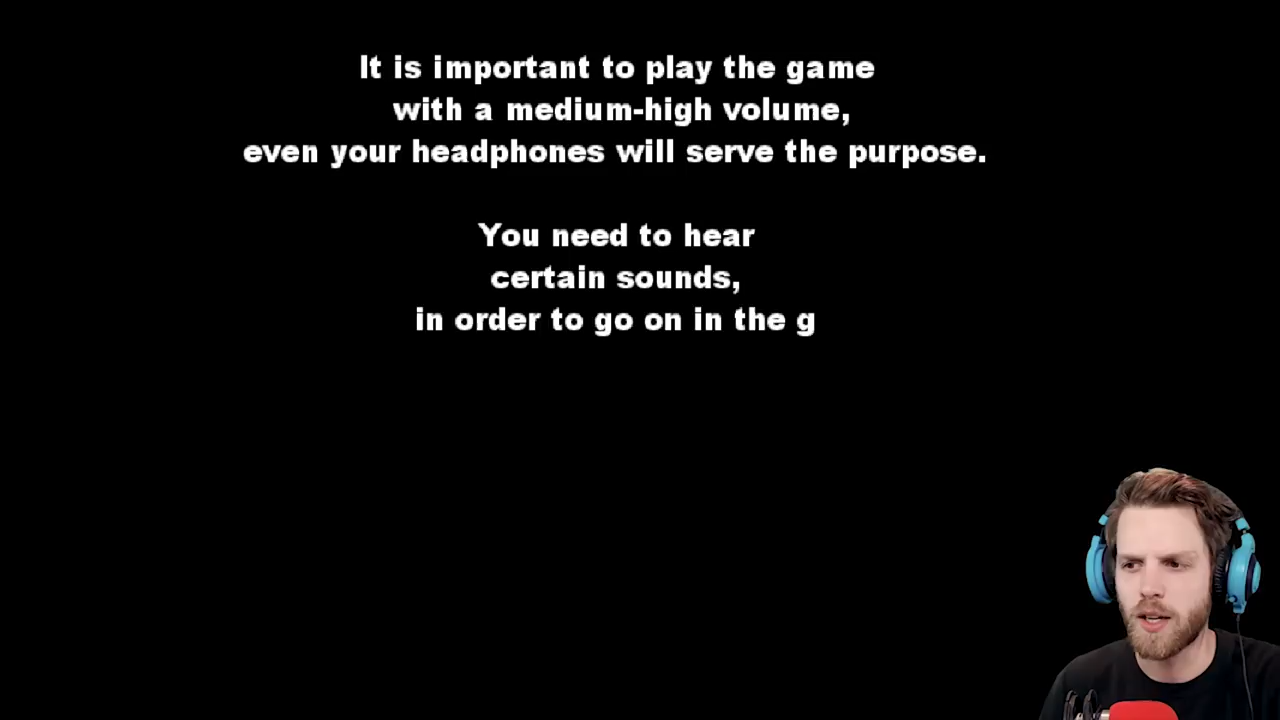 It is important to play the game
with a medium-high volume,
even your headphones will serve the purpose.
You need to hear
certain sounds,
in order to go on in the g